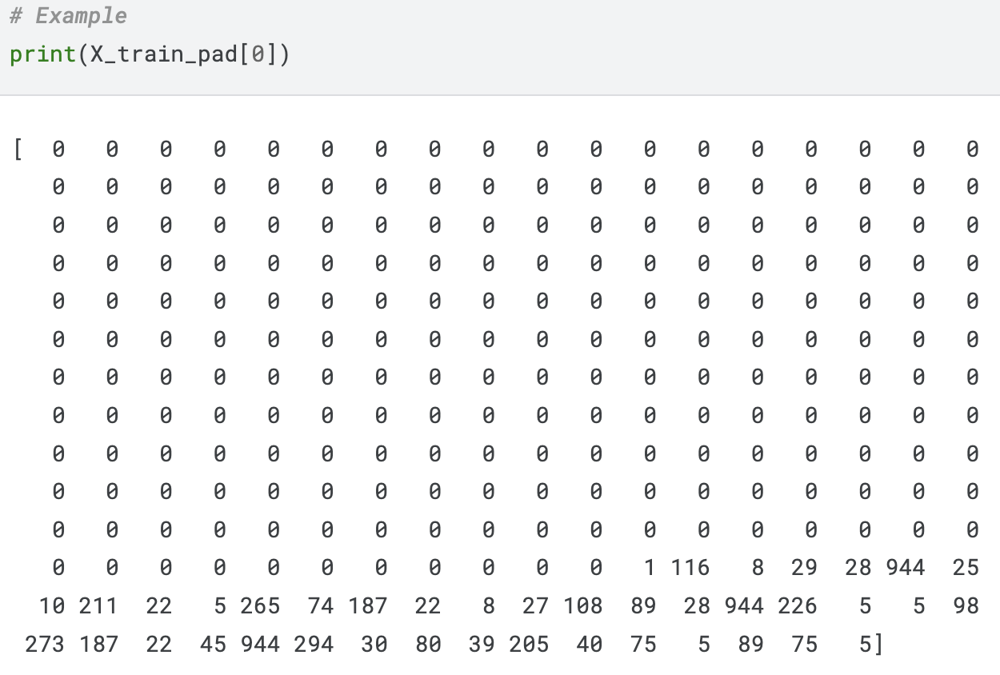 # Example
print(X_train_pad[0])
[  0   0   0   0   0   0   0   0   0   0   0   0   0   0   0   0   0   0
   0   0   0   0   0   0   0   0   0   0   0   0   0   0   0   0   0   0
   0   0   0   0   0   0   0   0   0   0   0   0   0   0   0   0   0   0
   0   0   0   0   0   0   0   0   0   0   0   0   0   0   0   0   0   0
   0   0   0   0   0   0   0   0   0   0   0   0   0   0   0   0   0   0
   0   0   0   0   0   0   0   0   0   0   0   0   0   0   0   0   0   0
   0   0   0   0   0   0   0   0   0   0   0   0   0   0   0   0   0   0
   0   0   0   0   0   0   0   0   0   0   0   0   0   0   0   0   0   0
   0   0   0   0   0   0   0   0   0   0   0   0   0   0   0   0   0   0
   0   0   0   0   0   0   0   0   0   0   0   0   0   0   0   0   0   0
   0   0   0   0   0   0   0   0   0   0   0   0   0   0   0   0   0   0
   0   0   0   0   0   0   0   0   0   0   0   1 116   8  29  28 944  25
  10 211  22   5 265  74 187  22   8  27 108  89  28 944 226   5   5  98
 273 187  22  45 944 294  30  80  39 205  40  75   5  89  75   5]